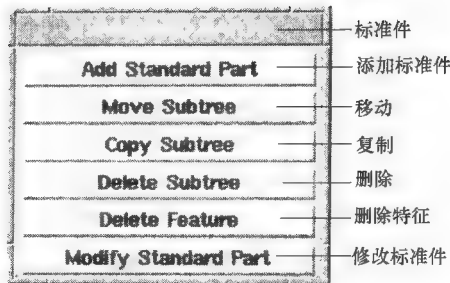 标准件
Add Standard Part 添加标准件
Move Subtree 移动
Copy Subtree 复制
Delete Subtree 删除
Delete Feature 删除特征
Modify Standard Part 修改标准件